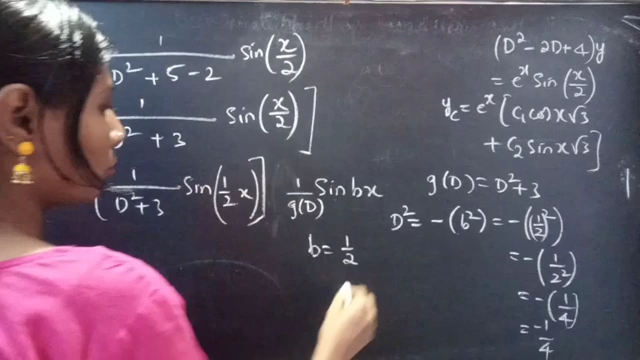 1
D² + 5 - 2 sin(x/2)
1
² + 3 sin(x/2)]
1
(D² + 3 Sin(1/2 x)]
1/g(D) Sin bx
b = 1/2
(D² - 2D + 4)y
= eˣ Sin(x/2)
y_c = eˣ [C₁cos x√3
+ C₂ Sin x√3]
g(D) = D² + 3
D² = -(b²) = -((1/2)²)
= -(1/2²)
= -(1/4)
= -1/4